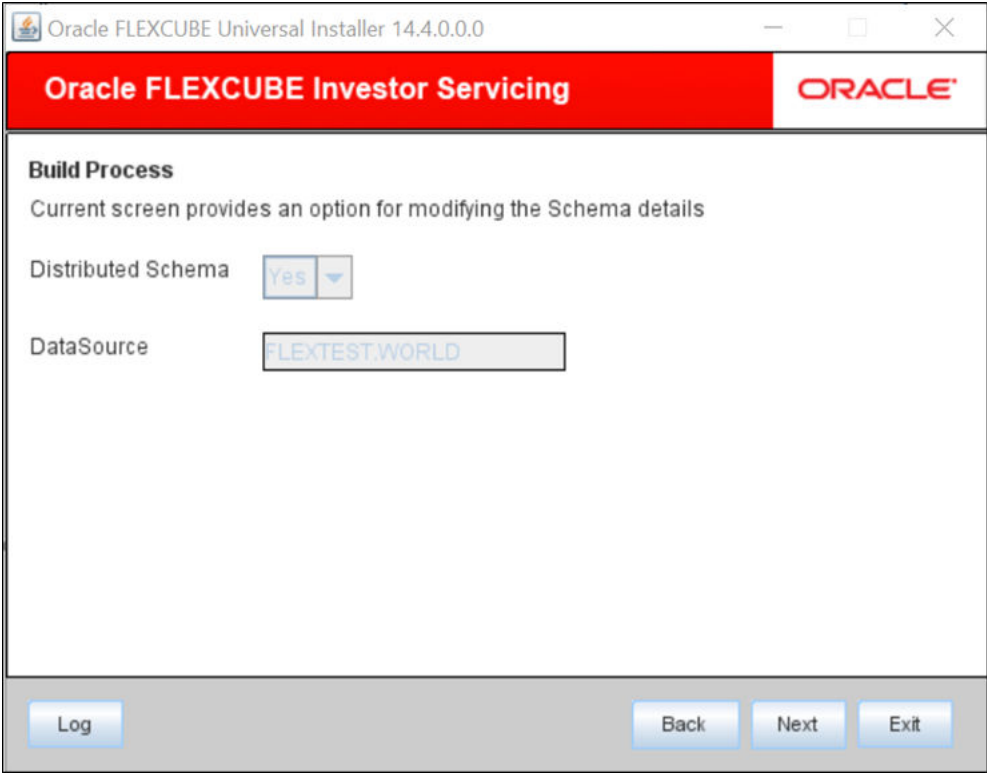 Oracle FLEXCUBE Universal Installer 14.4.0.0.0
Oracle FLEXCUBE Investor Servicing
ORACLE
Build Process
Current screen provides an option for modifying the Schema details
Distributed Schema Yes
DataSource FLEXTEST.WORLD
Log Back Next Exit